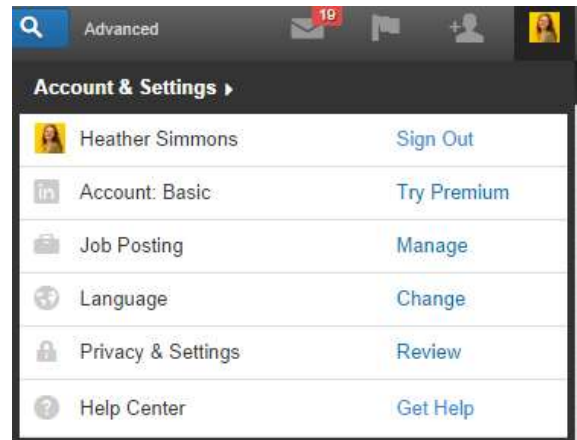 Advanced 19
Account & Settings
Heather Simmons Sign Out
in Account: Basic Try Premium
Job Posting Manage
Language Change
Privacy & Settings Review
? Help Center Get Help